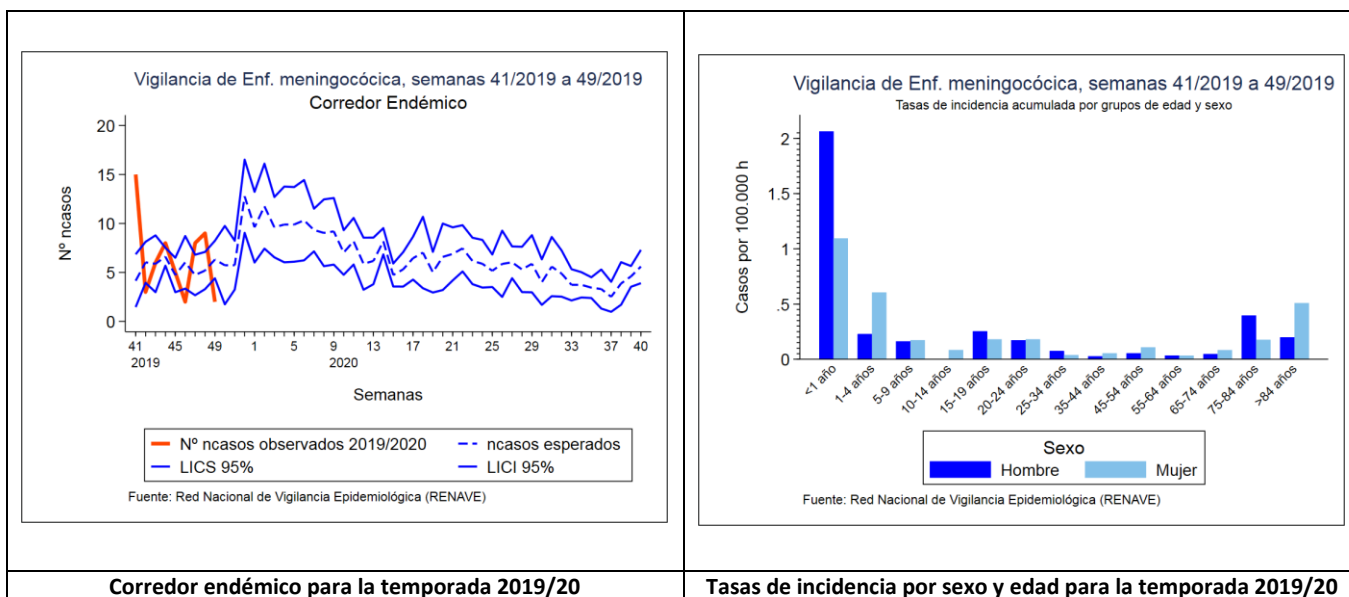 Vigilancia de Enf. meningocócica, semanas 41/2019 a 49/2019
Corredor Endémico
20
15
10
5
0
Nº ncasos
41 45 49 1 5 9 13 17 21 25 29 33 37 40
2019 2020
Semanas
Nº ncasos observados 2019/2020 ncasos esperados
LICS 95% LICI 95%
Fuente: Red Nacional de Vigilancia Epidemiológica (RENAVE)
Corredor endémico para la temporada 2019/20
Vigilancia de Enf. meningocócica, semanas 41/2019 a 49/2019
Tasas de incidencia acumulada por grupos de edad y sexo
2
1.5
1
.5
0
Casos por 100.000 h
<1 año 1-4 años 5-9 años 10-14 años 15-19 años 20-24 años 25-34 años 35-44 años 45-54 años 55-64 años 65-74 años 75-84 años >84 años
Sexo
Hombre Mujer
Fuente: Red Nacional de Vigilancia Epidemiológica (RENAVE)
Tasas de incidencia por sexo y edad para la temporada 2019/20